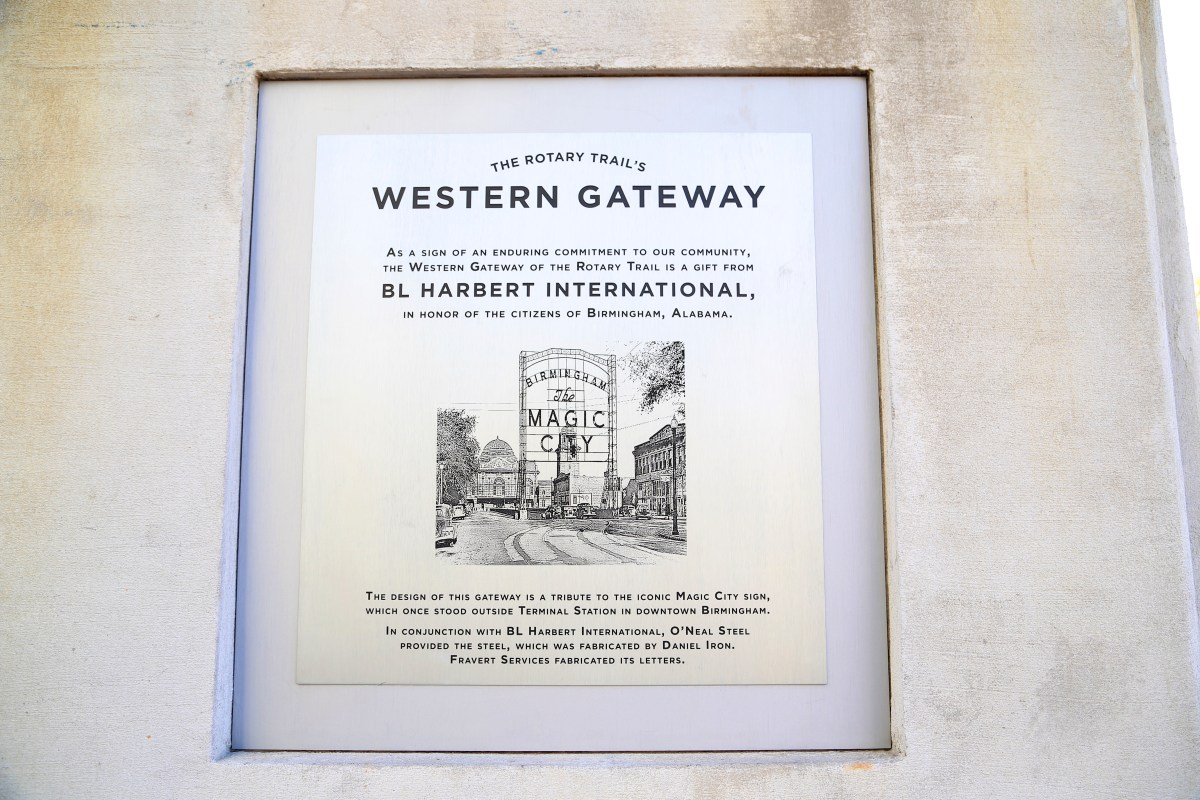 THE ROTARY TRAIL'S
WESTERN GATEWAY
AS A SIGN OF AN ENDURING COMMITMENT TO OUR COMMUNITY,
THE WESTERN GATEWAY OF THE ROTARY TRAIL IS A GIFT FROM
BL HARBERT INTERNATIONAL,
IN HONOR OF THE CITIZENS OF BIRMINGHAM, ALABAMA.
BIRMINGHAM
The
MAGIC
CITY
THE DESIGN OF THIS GATEWAY IS A TRIBUTE TO THE ICONIC MAGIC CITY SIGN,
WHICH ONCE STOOD OUTSIDE TERMINAL STATION IN DOWNTOWN BIRMINGHAM.
IN CONJUNCTION WITH BL HARBERT INTERNATIONAL, O'NEAL STEEL
PROVIDED THE STEEL, WHICH WAS FABRICATED BY DANIEL IRON.
FRAVERT SERVICES FABRICATED ITS LETTERS.